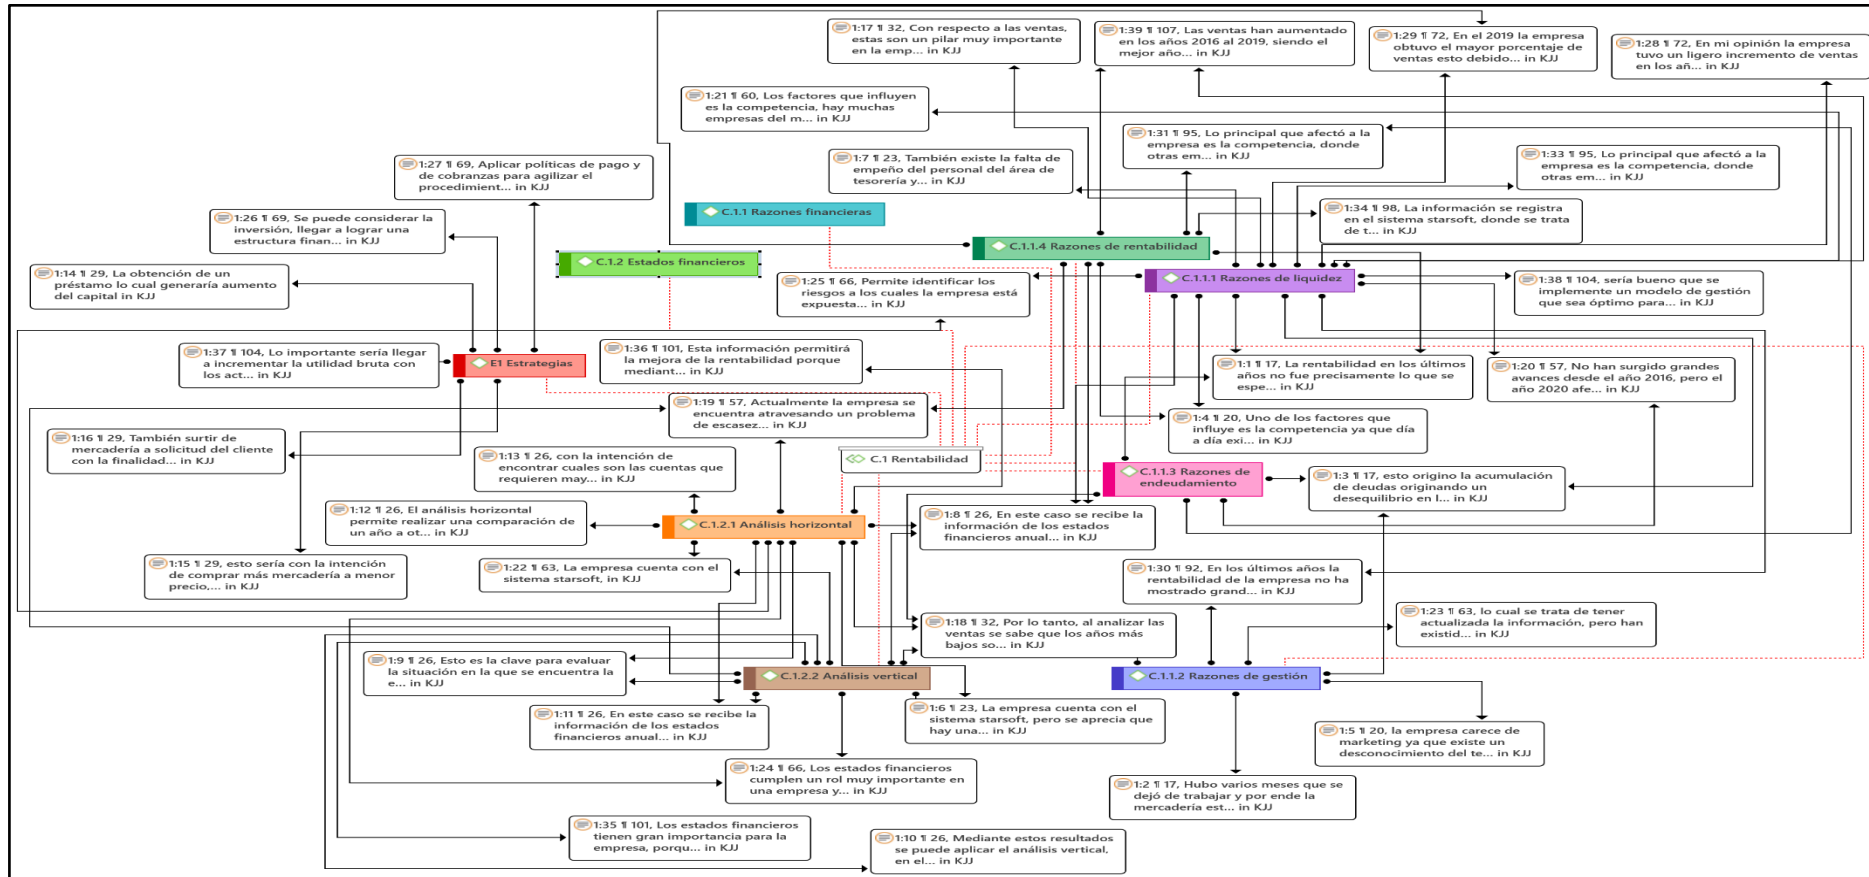 1:17 ¶ 32, Con respecto a las ventas,
estas son un pilar muy importante
en la emp... in KJJ
1:39 ¶ 107, Las ventas han aumentado
en los años 2016 al 2019, siendo el
mejor año... in KJJ
1:29 ¶ 72, En el 2019 la empresa
obtuvo el mayor porcentaje de
ventas esto debido... in KJJ
1:28 ¶ 72, En mi opinión la empresa
tuvo un ligero incremento de ventas
en los añ... in KJJ
1:21 ¶ 60, Los factores que influyen
es la competencia, hay muchas
empresas del m... in KJJ
1:31 ¶ 95, Lo principal que afectó a la
empresa es la competencia, donde
otras em... in KJJ
1:33 ¶ 95, Lo principal que afectó a la
empresa es la competencia, donde
otras em... in KJJ
1:27 ¶ 69, Aplicar políticas de pago y
de cobranzas para agilizar el
procedimient... in KJJ
1:7 ¶ 23, También existe la falta de
empeño del personal del área de
tesorería y... in KJJ
1:26 ¶ 69, Se puede considerar la
inversión, llegar a lograr una
estructura finan... in KJJ
C.1.1 Razones financieras
1:34 ¶ 98, La información se registra
en el sistema starsoft, donde se trata
de t... in KJJ
C.1.1.4 Razones de rentabilidad
C.1.2 Estados financieros
1:14 ¶ 29, La obtención de un
préstamo lo cual generaría aumento
del capital in KJJ
1:25 ¶ 66, Permite identificar los
riesgos a los cuales la empresa está
expuesta... in KJJ
C.1.1.1 Razones de liquidez
1:38 ¶ 104, sería bueno que se
implemente un modelo de gestión
que sea óptimo para... in KJJ
1:37 ¶ 104, Lo importante sería llegar
a incrementar la utilidad bruta con
los act... in KJJ
E1 Estrategias
1:36 ¶ 101, Esta información permitirá
la mejora de la rentabilidad porque
mediant... in KJJ
1:1 ¶ 17, La rentabilidad en los últimos
años no fue precisamente lo que se
espe... in KJJ
1:20 ¶ 57, No han surgido grandes
avances desde el año 2016, pero el
año 2020 afe... in KJJ
1:19 ¶ 57, Actualmente la empresa se
encuentra atravesando un problema
de escasez... in KJJ
1:4 ¶ 20, Uno de los factores que
influye es la competencia ya que día
a día exi... in KJJ
1:16 ¶ 29, También surtir de
mercadería a solicitud del cliente
con la finalidad... in KJJ
1:13 ¶ 26, con la intención de
encontrar cuales son las cuentas que
requieren may... in KJJ
C.1 Rentabilidad
C.1.1.3 Razones de
endeudamiento
1:3 ¶ 17, esto origino la acumulación
de deudas originando un
desequilibrio en l... in KJJ
1:12 ¶ 26, El análisis horizontal
permite realizar una comparación de
un año a ot... in KJJ
C.1.2.1 Análisis horizontal
1:8 ¶ 26, En este caso se recibe la
información de los estados
financieros anual... in KJJ
1:15 ¶ 29, esto sería con la intención
de comprar más mercadería a menor
precio,... in KJJ
1:22 ¶ 63, La empresa cuenta con el
sistema starsoft, in KJJ
1:30 ¶ 92, En los últimos años la
rentabilidad de la empresa no ha
mostrado grand... in KJJ
1:23 ¶ 63, lo cual se trata de tener
actualizada la información, pero han
existid... in KJJ
1:18 ¶ 32, Por lo tanto, al analizar las
ventas se sabe que los años más
bajos so... in KJJ
1:9 ¶ 26, Esto es la clave para evaluar
la situación en la que se encuentra la
e... in KJJ
C.1.2.2 Análisis vertical
C.1.1.2 Razones de gestión
1:11 ¶ 26, En este caso se recibe la
información de los estados
financieros anual... in KJJ
1:6 ¶ 23, La empresa cuenta con el
sistema starsoft, pero se aprecia que
hay una... in KJJ
1:5 ¶ 20, la empresa carece de
marketing ya que existe un
desconocimiento del te... in KJJ
1:24 ¶ 66, Los estados financieros
cumplen un rol muy importante en
una empresa y... in KJJ
1:2 ¶ 17, Hubo varios meses que se
dejó de trabajar y por ende la
mercadería est... in KJJ
1:35 ¶ 101, Los estados financieros
tienen gran importancia para la
empresa, porqu... in KJJ
1:10 ¶ 26, Mediante estos resultados
se puede aplicar el análisis vertical,
en el... in KJJ